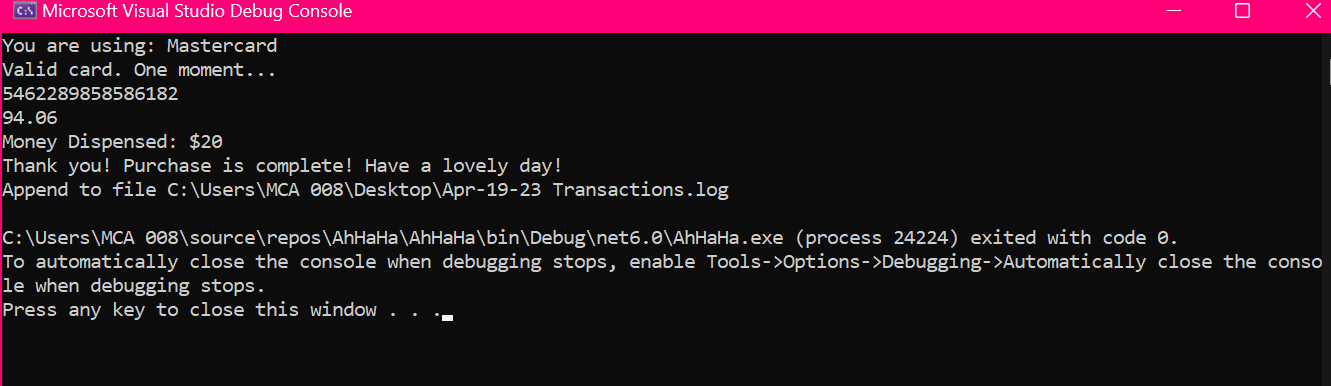 Microsoft Visual Studio Debug Console
You are using: Mastercard
Valid card. One moment...
5462289858586182
94.06
Money Dispensed: $20
Thank you! Purchase is complete! Have a lovely day!
Append to file C:\Users\MCA 008\Desktop\Apr-19-23 Transactions.log
C:\Users\MCA 008\source\repos\AhHaHa\AhHaHa\bin\Debug\net6.0\AhHaHa.exe (process 24224) exited with code 0.
To automatically close the console when debugging stops, enable Tools->Options->Debugging->Automatically close the conso
le when debugging stops.
Press any key to close this window . . .